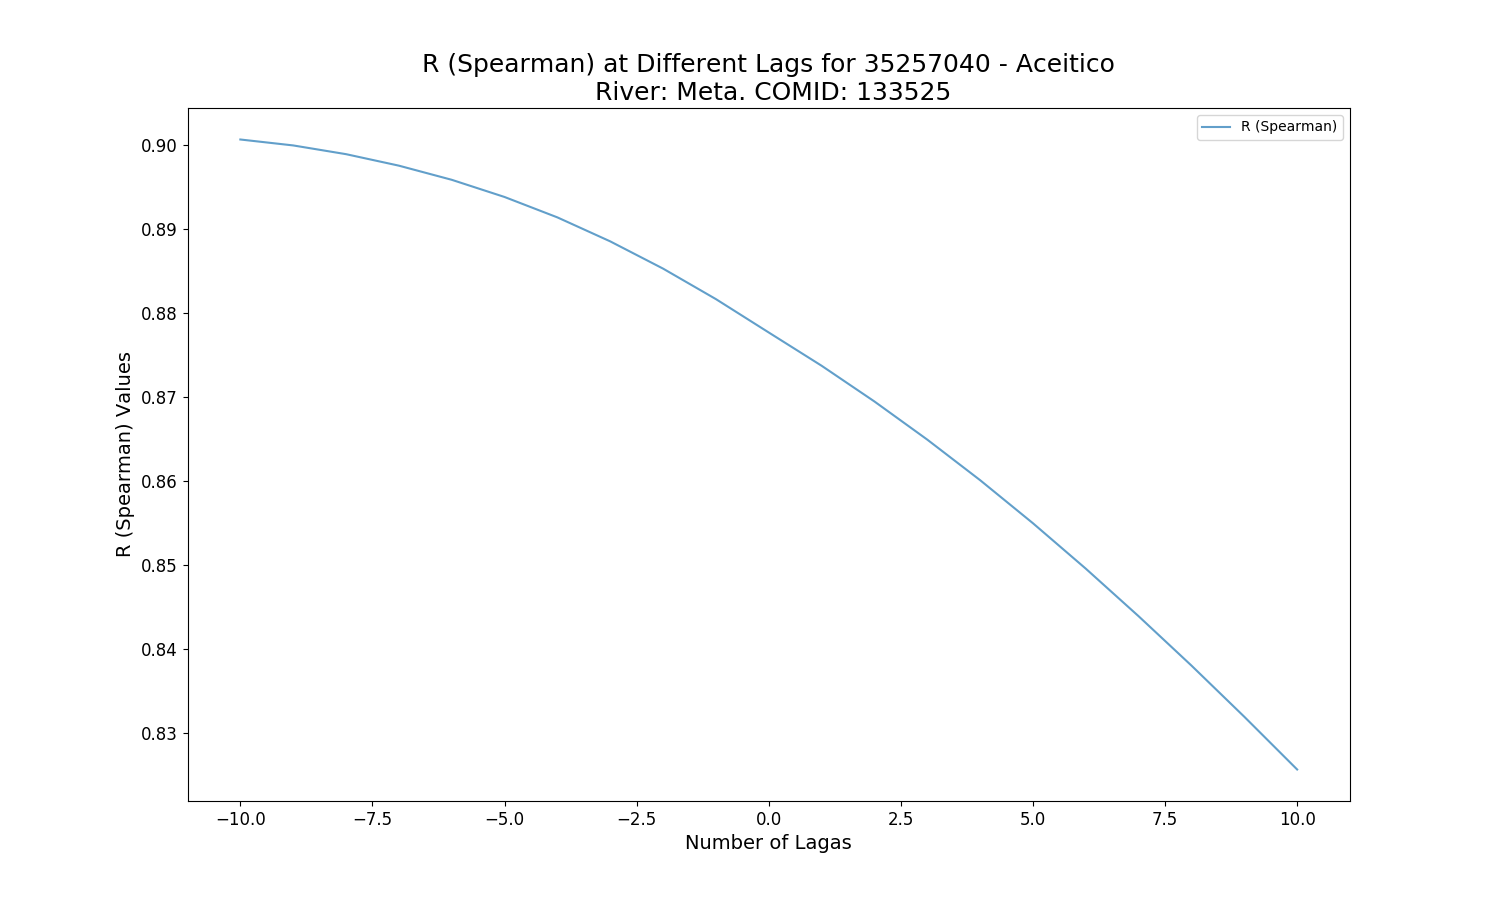 R (Spearman) at Different Lags for 35257040 - Aceitico
River: Meta. COMID: 133525
R (Spearman)
0.90
0.89
0.88
0.87
0.86
0.85
0.84
0.83
R (Spearman) Values
−10.0 −7.5 −5.0 −2.5 0.0 2.5 5.0 7.5 10.0
Number of Lagas